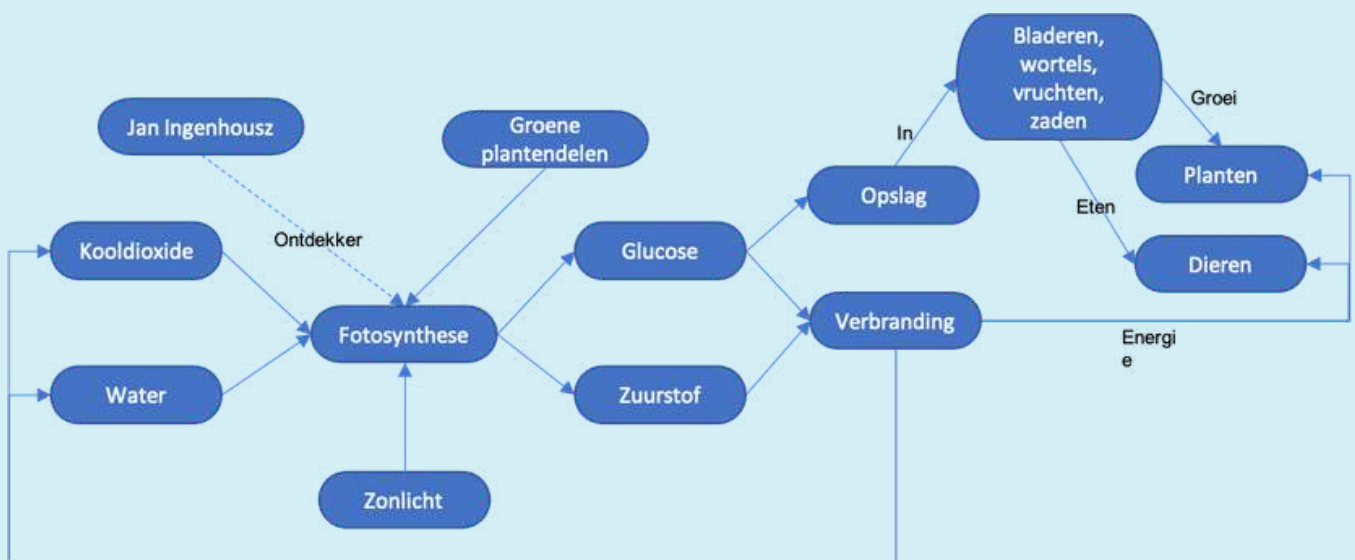 Bladeren,
wortels,
vruchten,
zaden
Groei
Jan Ingenhousz
Groene
plantendelen
In
Planten
Opslag
Eten
Ontdekker
Kooldioxide
Glucose
Dieren
Fotosynthese
Verbranding
Energi
e
Water
Zuurstof
Zonlicht